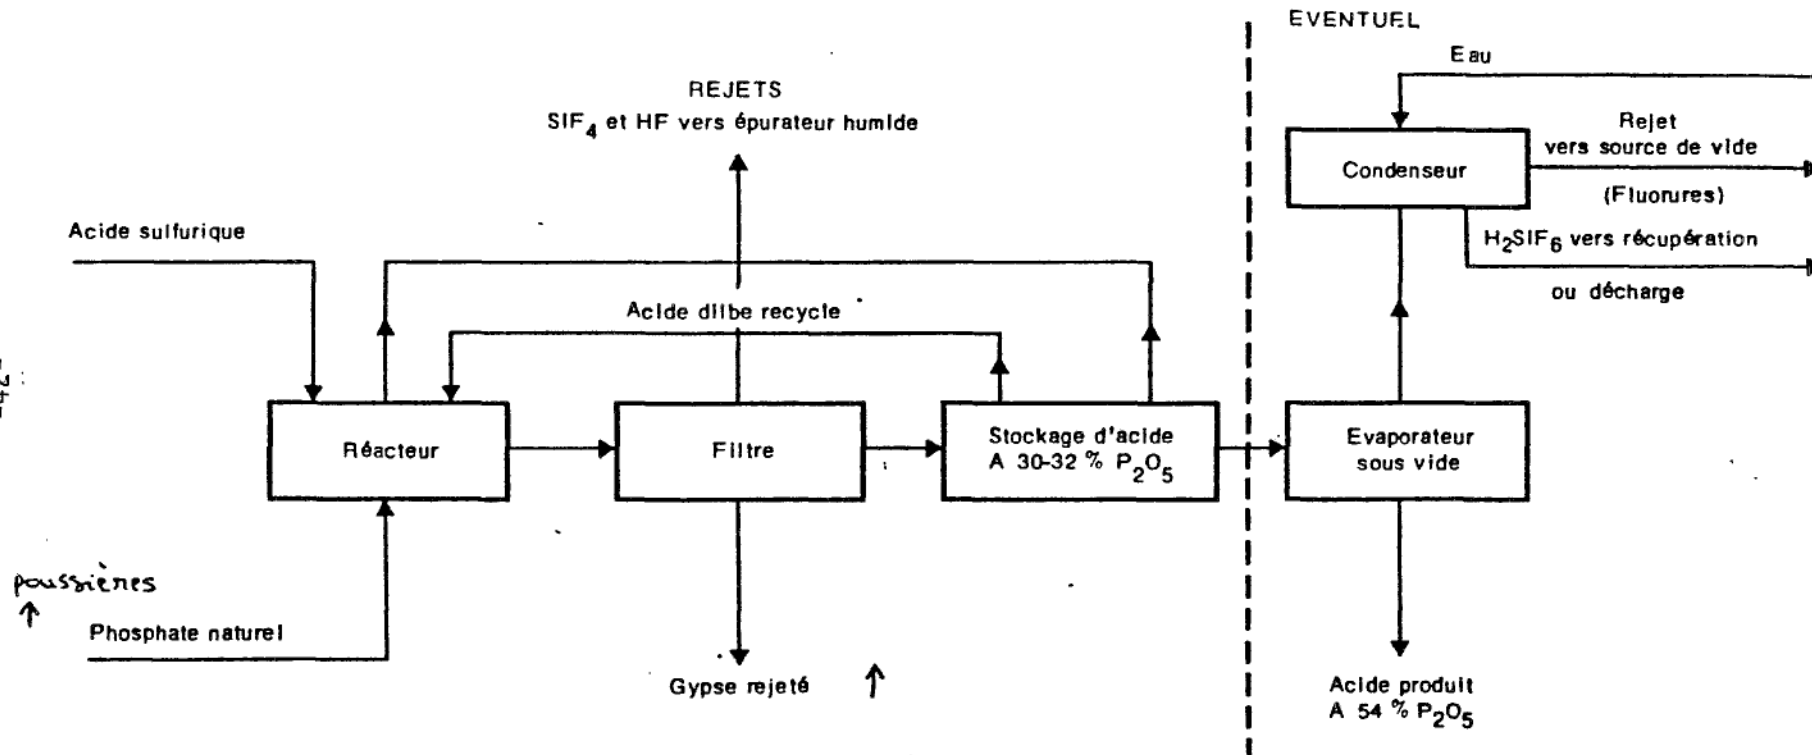 EVENTUEL
Eau
REJETS
SIF4 et HF vers épurateur humide
Rejet
vers source de vide
Condenseur
(Fluorures)
Acide sulfurique
H2SIF6 vers récupération
ou décharge
Acide dilbe recycle
-42-
Réacteur
Filtre
Stockage d'acide
A 30-32 % P2O5
Evaporateur
sous vide
poussières
Phosphate naturel
Gypse rejeté
Acide produit
A 54 % P2O5